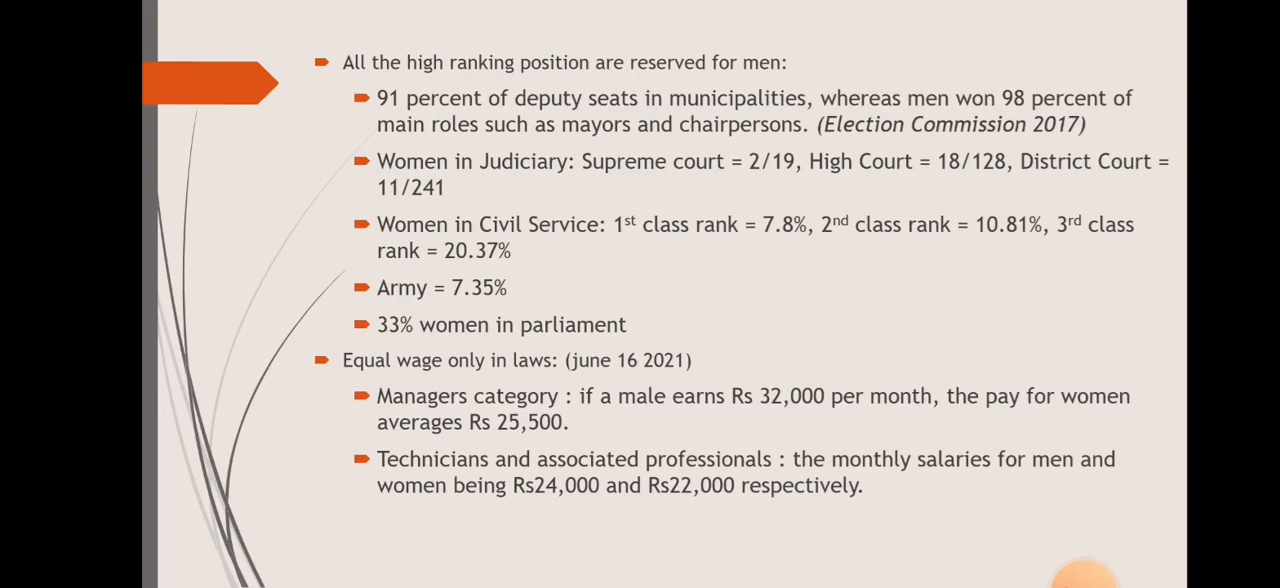 All the high ranking position are reserved for men:
91 percent of deputy seats in municipalities, whereas men won 98 percent of
main roles such as mayors and chairpersons. (Election Commission 2017)
Women in Judiciary: Supreme court = 2/19, High Court = 18/128, District Court =
11/241
Women in Civil Service: 1st class rank = 7.8%, 2nd class rank = 10.81%, 3rd class
rank = 20.37%
Army = 7.35%
33% women in parliament
Equal wage only in laws: (june 16 2021)
Managers category : if a male earns Rs 32,000 per month, the pay for women
averages Rs 25,500.
Technicians and associated professionals : the monthly salaries for men and
women being Rs24,000 and Rs22,000 respectively.